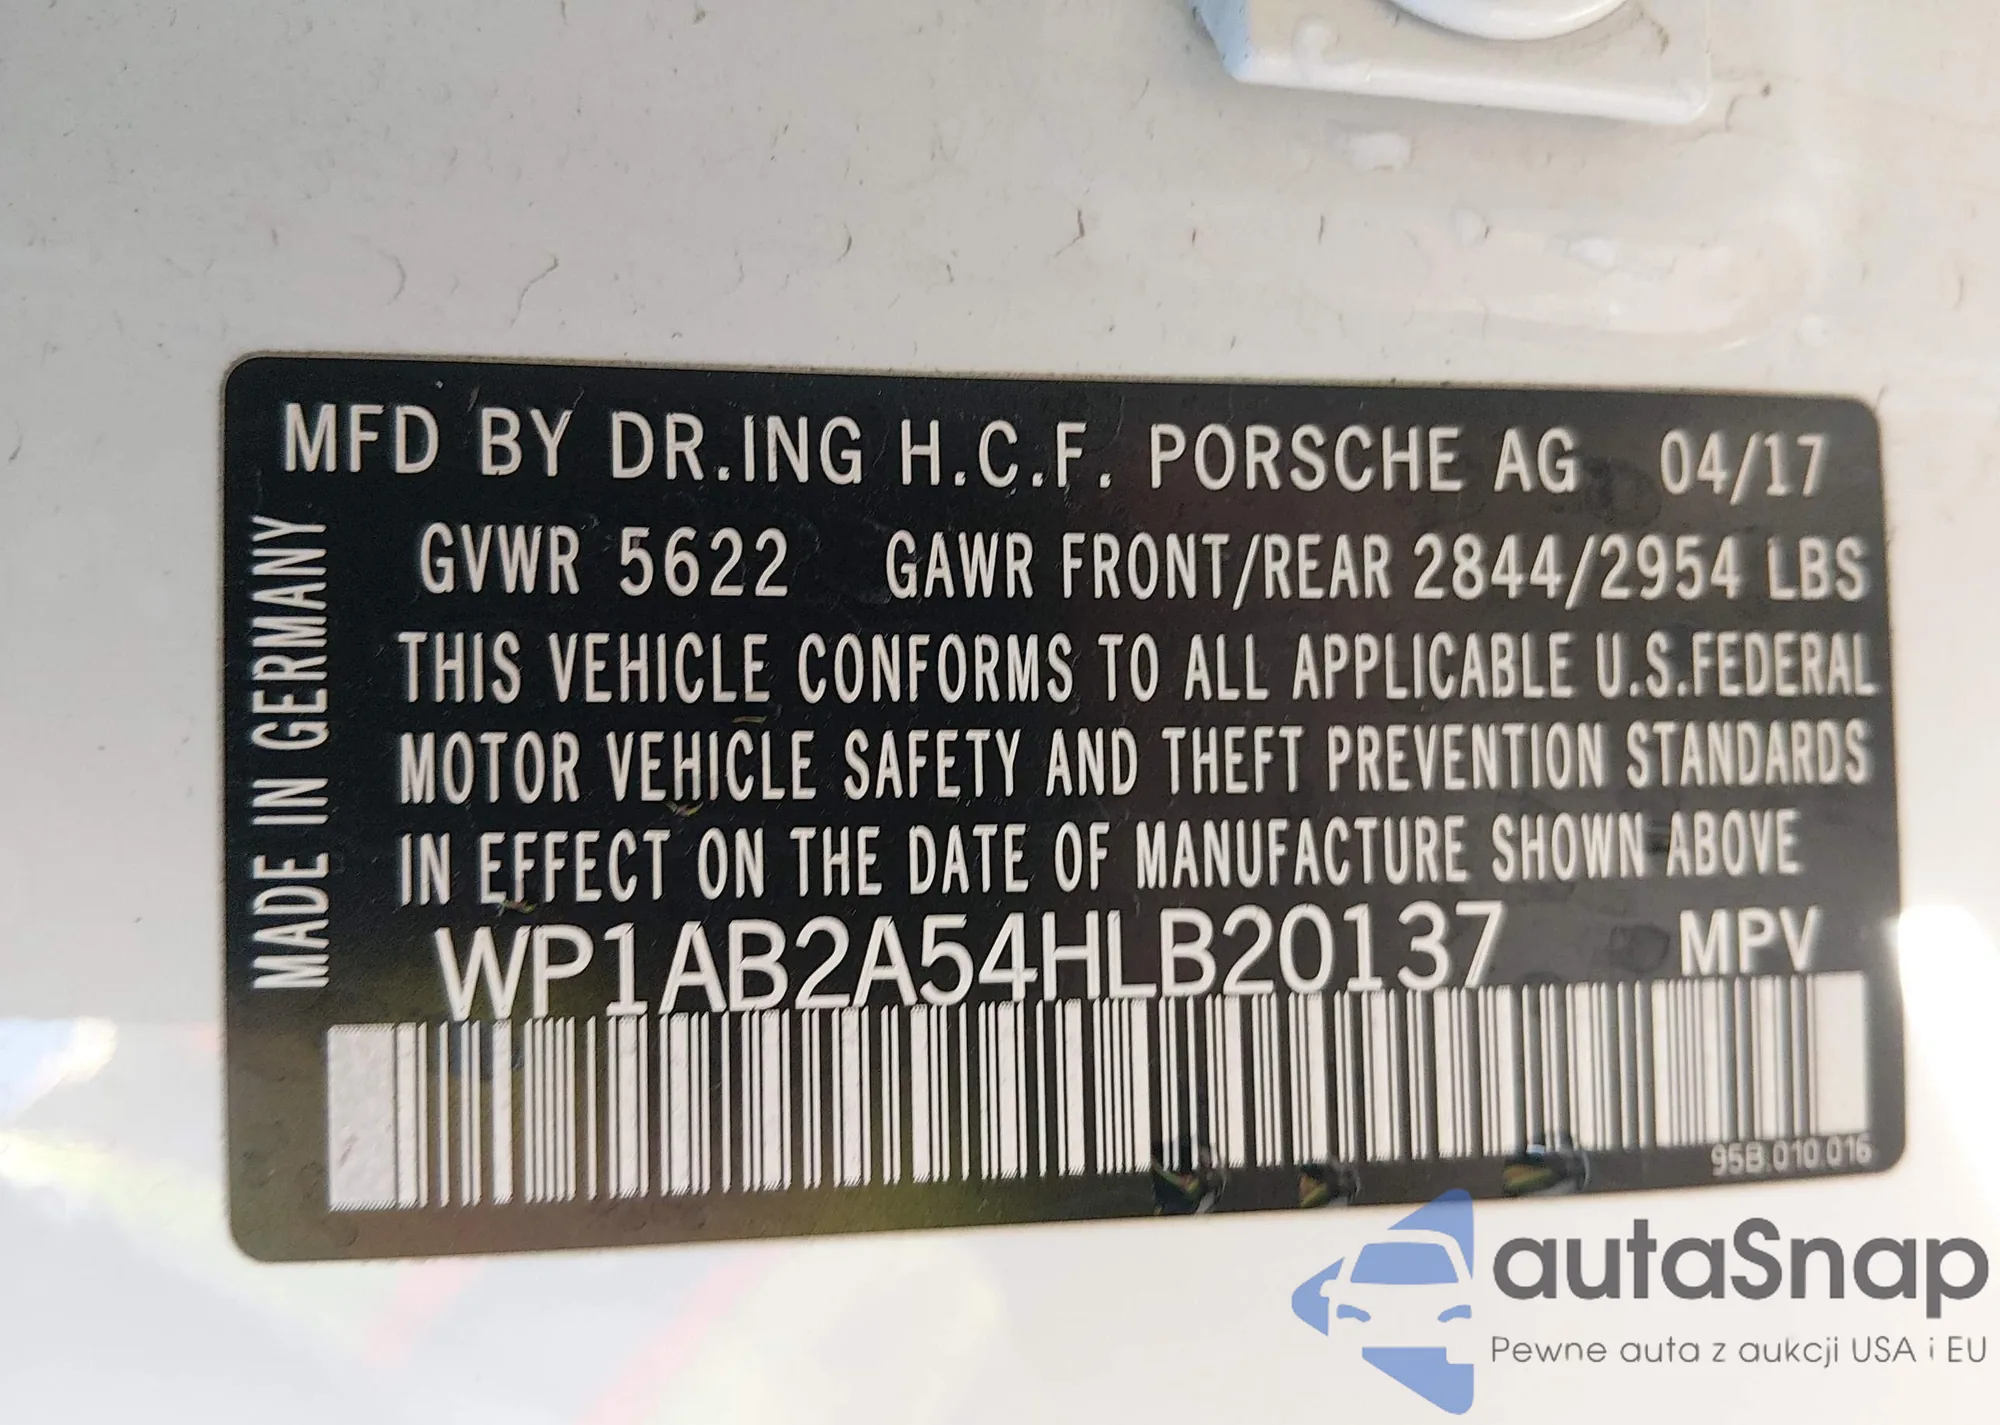 MFD BY DR.ING H.C.F. PORSCHE AG 04/17
GVWR 5622 GAWR FRONT/REAR 2844/2954 LBS
THIS VEHICLE CONFORMS TO ALL APPLICABLE U.S.FEDERAL
MOTOR VEHICLE SAFETY AND THEFT PREVENTION STANDARDS
IN EFFECT ON THE DATE OF MANUFACTURE SHOWN ABOVE
WP1AB2A54HLB20137 MPV
MADE IN GERMANY
95B.010.016
autaSnap
Pewne auta z aukcji USA i EU